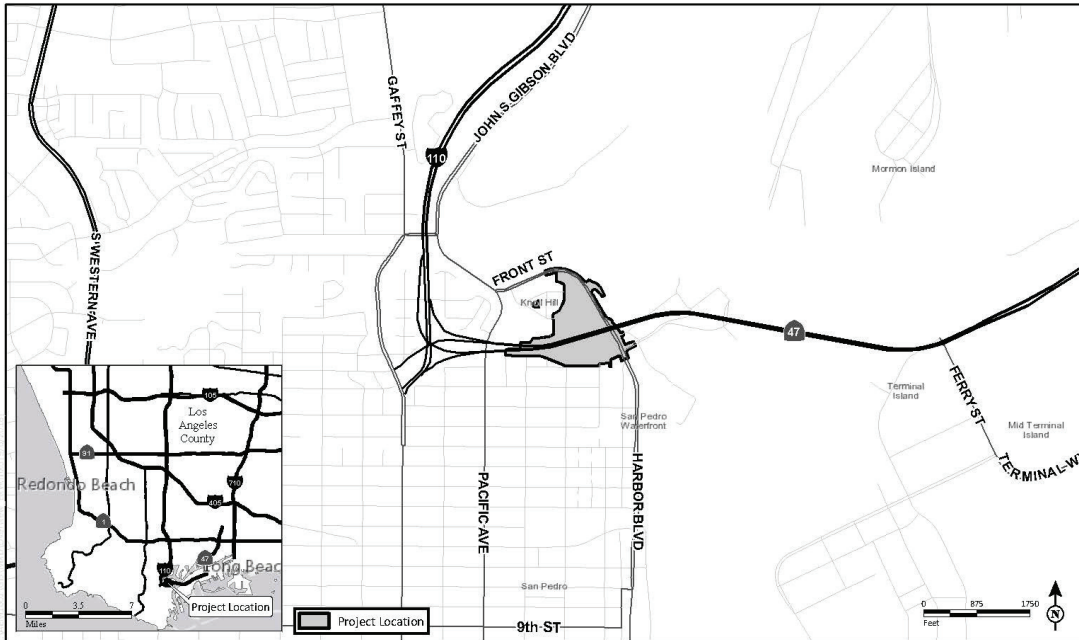 GAFFEY ST
JOHN S GIBSON BLVD
110
Mormon Island
S WESTERN AVE
FRONT ST
Knoll Hill
47
Terminal
Island
FERRY ST
Mid Terminal
Island
TERMINAL W
San Pedro
Waterfront
HARBOR BLVD
PACIFIC AVE
San Pedro
9th ST
105
Los
Angeles
County
91
Redondo Beach
710
405
1
47
Long Beac
110
Project Location
0 3.5 7
Miles
Project Location
0 875 1750
Feet
N